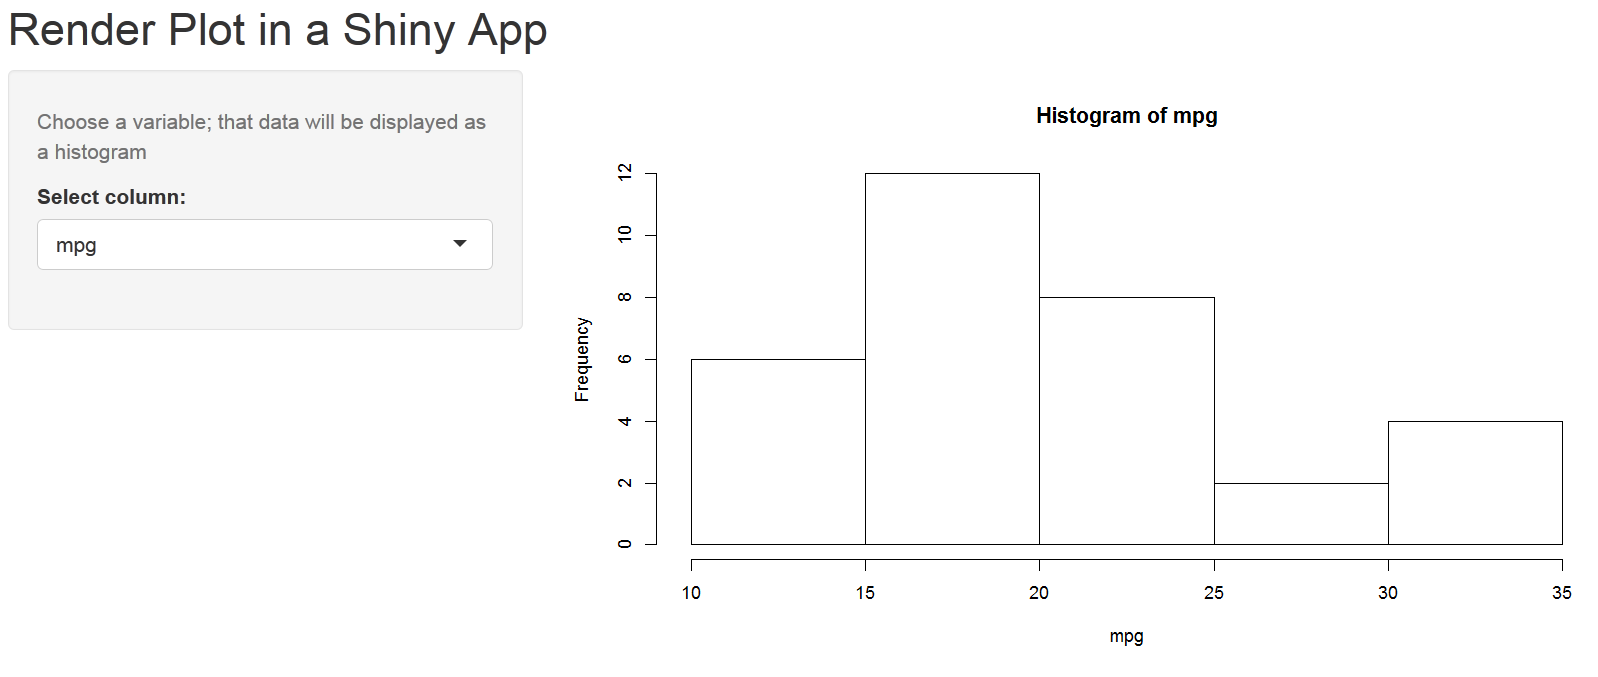 Render Plot in a Shiny App
Choose a variable; that data will be displayed as
a histogram
Select column:
mpg
Histogram of mpg
12
10
8
6
4
2
0
Frequency
10 15 20 25 30 35
mpg